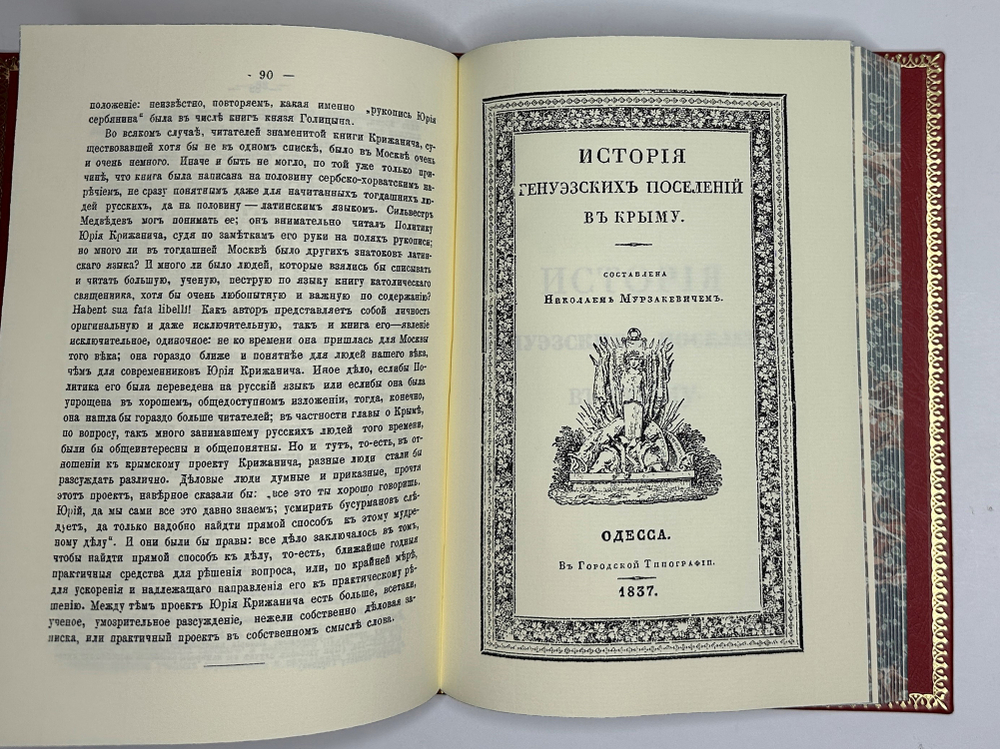 - 90 —
положеніе: неизвѣстно, повторяемъ, какая именно „рукопись Юрія
сербянина“ была въ числѣ книгъ князя Голицына.
Во всякомъ случаѣ, читателей знаменитой книги Крижанича, су-
ществовавшей хотя бы не въ одномъ спискѣ, было въ Москвѣ очень
и очень немного. Иначе и быть не могло, по той уже только при-
чинѣ, что книга была написана на половину сербско-хорватскимъ на-
рѣчіемъ, не сразу понятнымъ даже для начитанныхъ тогдашнихъ лю-
дей русскихъ, да на половину — латинскимъ языкомъ. Сильвестръ
Медвѣдевъ могъ понимать ее; онъ внимательно читалъ Политику
Юрія Крижанича, судя по замѣткамъ его руки на поляхъ рукописи;
но много ли въ тогдашней Москвѣ было другихъ знатоковъ латин-
скаго языка? И много ли было людей, которые взялись бы списывать
и читать большую, ученую, пеструю по языку книгу католическаго
священника, хотя бы очень любопытную и важную по содержанію?
Habent sua fata libelli! Какъ авторъ представляетъ собой личность
оригинальную и даже исключительную, такъ и книга его—явленіе
исключительное, одиночное: не ко времени она пришлась для Москвы
того вѣка; она гораздо ближе и понятнѣе для людей нашего вѣка,
чѣмъ для современниковъ Юрія Крижанича. Иное дѣло, еслибы По-
литика его была переведена на русскій языкъ или еслибы она была
упрощена въ хорошемъ, общедоступномъ изложеніи, тогда, конечно,
она нашла бы гораздо больше читателей; въ частности главы о Крымѣ,
по вопросу, такъ много занимавшему русскихъ людей того времени,
были бы общеинтересны и общепонятны. Но и тутъ, то-есть, въ от-
ношеніи къ крымскому проекту Крижанича, разные люди стали бы
разсуждать различно. Дѣловые люди думные и приказные, прочтя
этотъ проектъ, навѣрное сказали бы: „все это ты хорошо говоришь,
Юрій, да мы сами все это давно знаемъ; усмирить бусурмановъ слѣ-
дуетъ, да только надобно найдти прямой способъ къ этому мудре-
ному дѣлу“. И они были бы правы: все дѣло заключалось въ томъ,
чтобы найдти прямой способъ къ дѣлу, то-есть, ближайше годныя
практичныя средства для рѣшенія вопроса, или, по крайней мѣрѣ,
для ускоренія и надлежащаго направленія его къ практическому рѣ-
шенію. Между тѣмъ проектъ Юрія Крижанича есть больше, всетаки,
ученое, умозрительное разсужденіе, нежели собственно дѣловая за-
писка, или практичный проектъ въ собственномъ смыслѣ слова.
ИСТОРІЯ
ГЕНУЭЗСКИХЪ ПОСЕЛЕНІЙ
ВЪ КРЫМУ.
СОСТАВЛЕНА
Николаемъ Мурзакевичемъ.
ОДЕССА.
Въ Городской Типографіи.
1837.